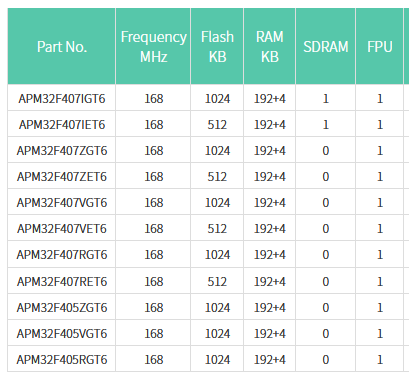 Part No. Frequency MHz Flash KB RAM KB SDRAM FPU
APM32F407IGT6 168 1024 192+4 1 1
APM32F407IET6 168 512 192+4 1 1
APM32F407ZGT6 168 1024 192+4 0 1
APM32F407ZET6 168 512 192+4 0 1
APM32F407VGT6 168 1024 192+4 0 1
APM32F407VET6 168 512 192+4 0 1
APM32F407RGT6 168 1024 192+4 0 1
APM32F407RET6 168 512 192+4 0 1
APM32F405ZGT6 168 1024 192+4 0 1
APM32F405VGT6 168 1024 192+4 0 1
APM32F405RGT6 168 1024 192+4 0 1